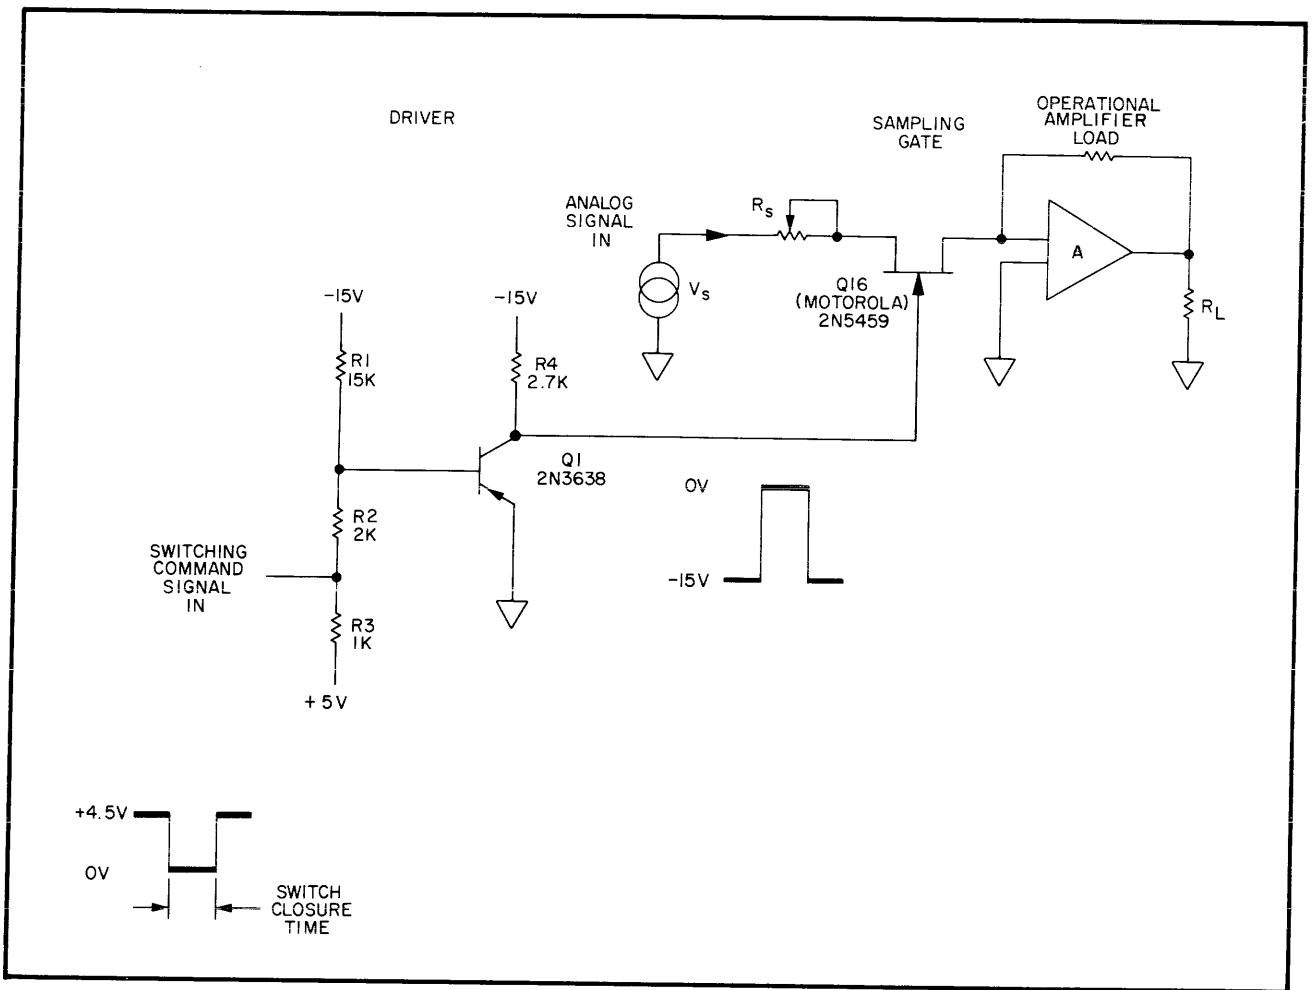 DRIVER
SAMPLING
GATE
OPERATIONAL
AMPLIFIER
LOAD
ANALOG
SIGNAL
IN
Rs
Vs
A
Q16
(MOTOROLA)
2N5459
RL
-15V
-15V
R1
15K
R4
2.7K
Q1
2N3638
R2
2K
SWITCHING
COMMAND
SIGNAL
IN
R3
1K
+5V
0V
-15V
+4.5V
0V
SWITCH
CLOSURE
TIME